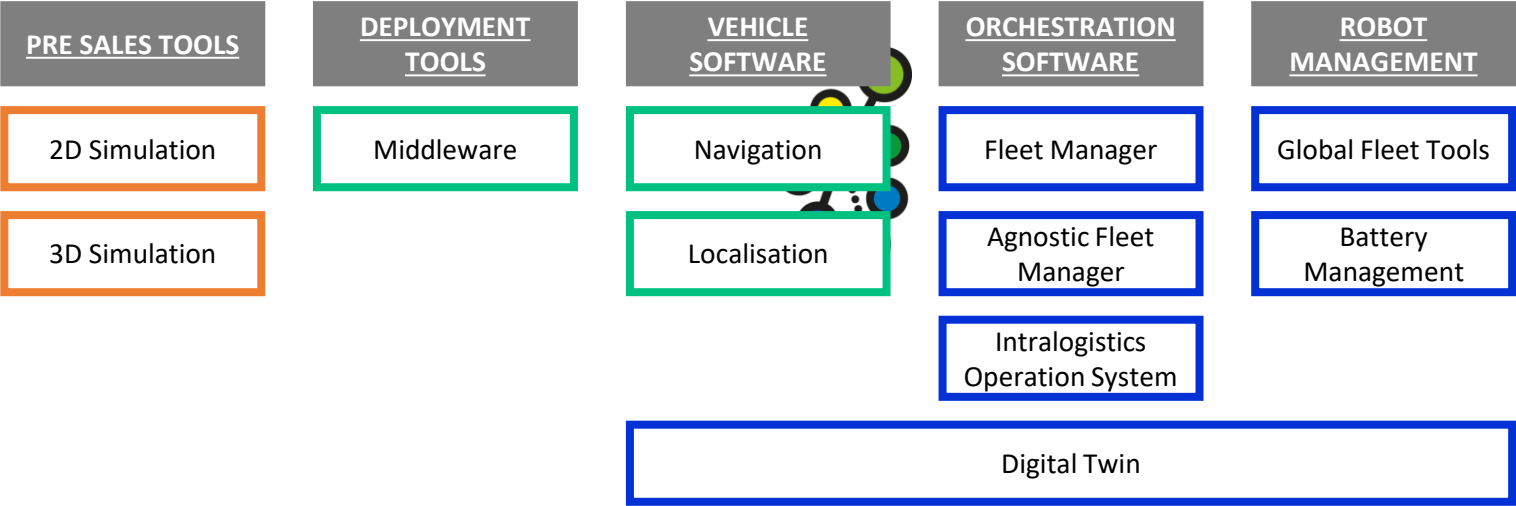 PRE SALES TOOLS
DEPLOYMENT
TOOLS
VEHICLE
SOFTWARE
ORCHESTRATION
SOFTWARE
ROBOT
MANAGEMENT
2D Simulation
Middleware
Navigation
Fleet Manager
Global Fleet Tools
3D Simulation
Localisation
Agnostic Fleet
Manager
Battery
Management
Intralogistics
Operation System
Digital Twin